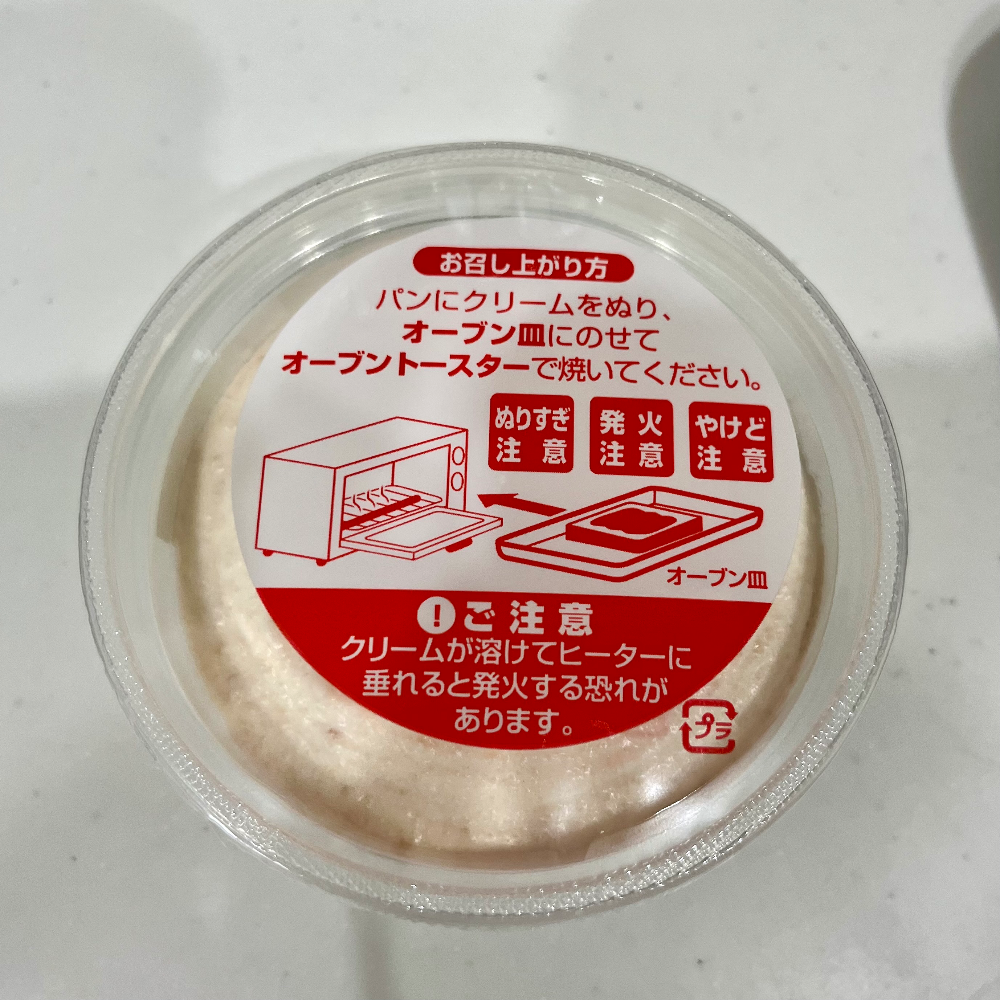 お召し上がり方
パンにクリームをぬり、
オーブン皿にのせて
オーブントースターで焼いてください。
ぬりすぎ
注意
発火
注意
やけど
注意
オーブン皿
! ご注意
クリームが溶けてヒーターに
垂れると発火する恐れが
あります。
プラ